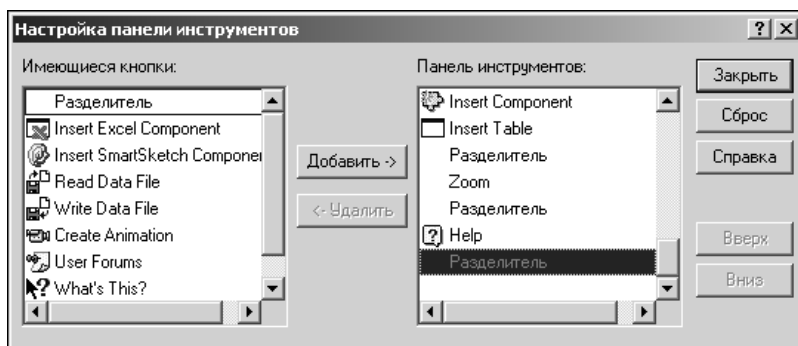 Настройка панели инструментов
Имеющиеся кнопки:
Разделитель
Insert Excel Component
Insert SmartSketch Componer
Read Data File
Write Data File
Create Animation
User Forums
What's This?
Добавить ->
<- Удалить
Панель инструментов:
Insert Component
Insert Table
Разделитель
Zoom
Разделитель
Help
Разделитель
Закрыть
Сброс
Справка
Вверх
Вниз